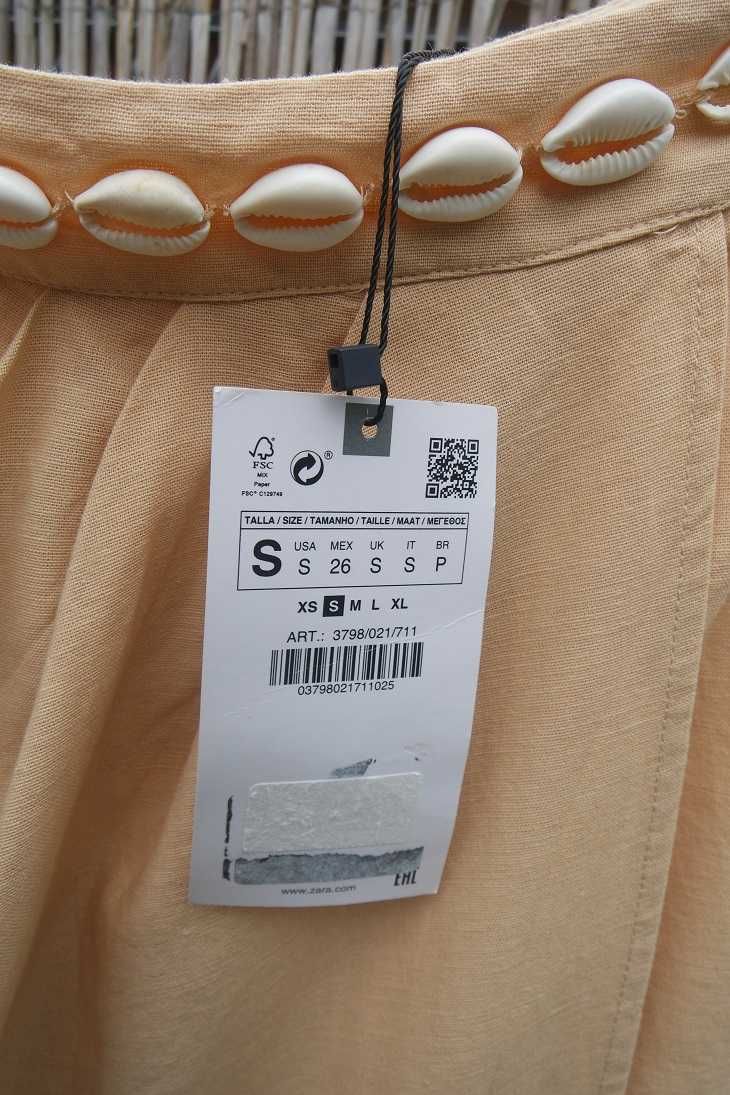 FSC
MIX
Paper
FSC® C129749
®
TALLA / SIZE / TAMANHO / TAILLE / MAAT / ΜΕΓΕΘΟΣ
S USA MEX UK IT BR
S 26 S S P
XS S M L XL
ART.: 3798/021/711
03798021711025
www.zara.com
EAC